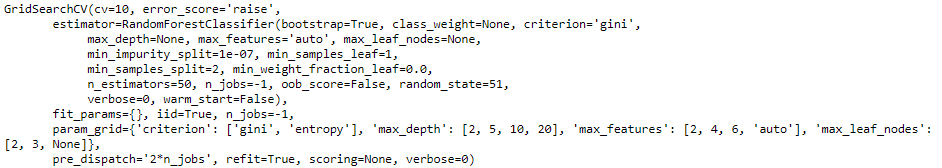 GridSearchCV(cv=10, error_score='raise',
       estimator=RandomForestClassifier(bootstrap=True, class_weight=None, criterion='gini',
            max_depth=None, max_features='auto', max_leaf_nodes=None,
            min_impurity_split=1e-07, min_samples_leaf=1,
            min_samples_split=2, min_weight_fraction_leaf=0.0,
            n_estimators=50, n_jobs=-1, oob_score=False, random_state=51,
            verbose=0, warm_start=False),
       fit_params={}, iid=True, n_jobs=-1,
       param_grid={'criterion': ['gini', 'entropy'], 'max_depth': [2, 5, 10, 20], 'max_features': [2, 4, 6, 'auto'], 'max_leaf_nodes':
[2, 3, None]},
       pre_dispatch='2*n_jobs', refit=True, scoring=None, verbose=0)